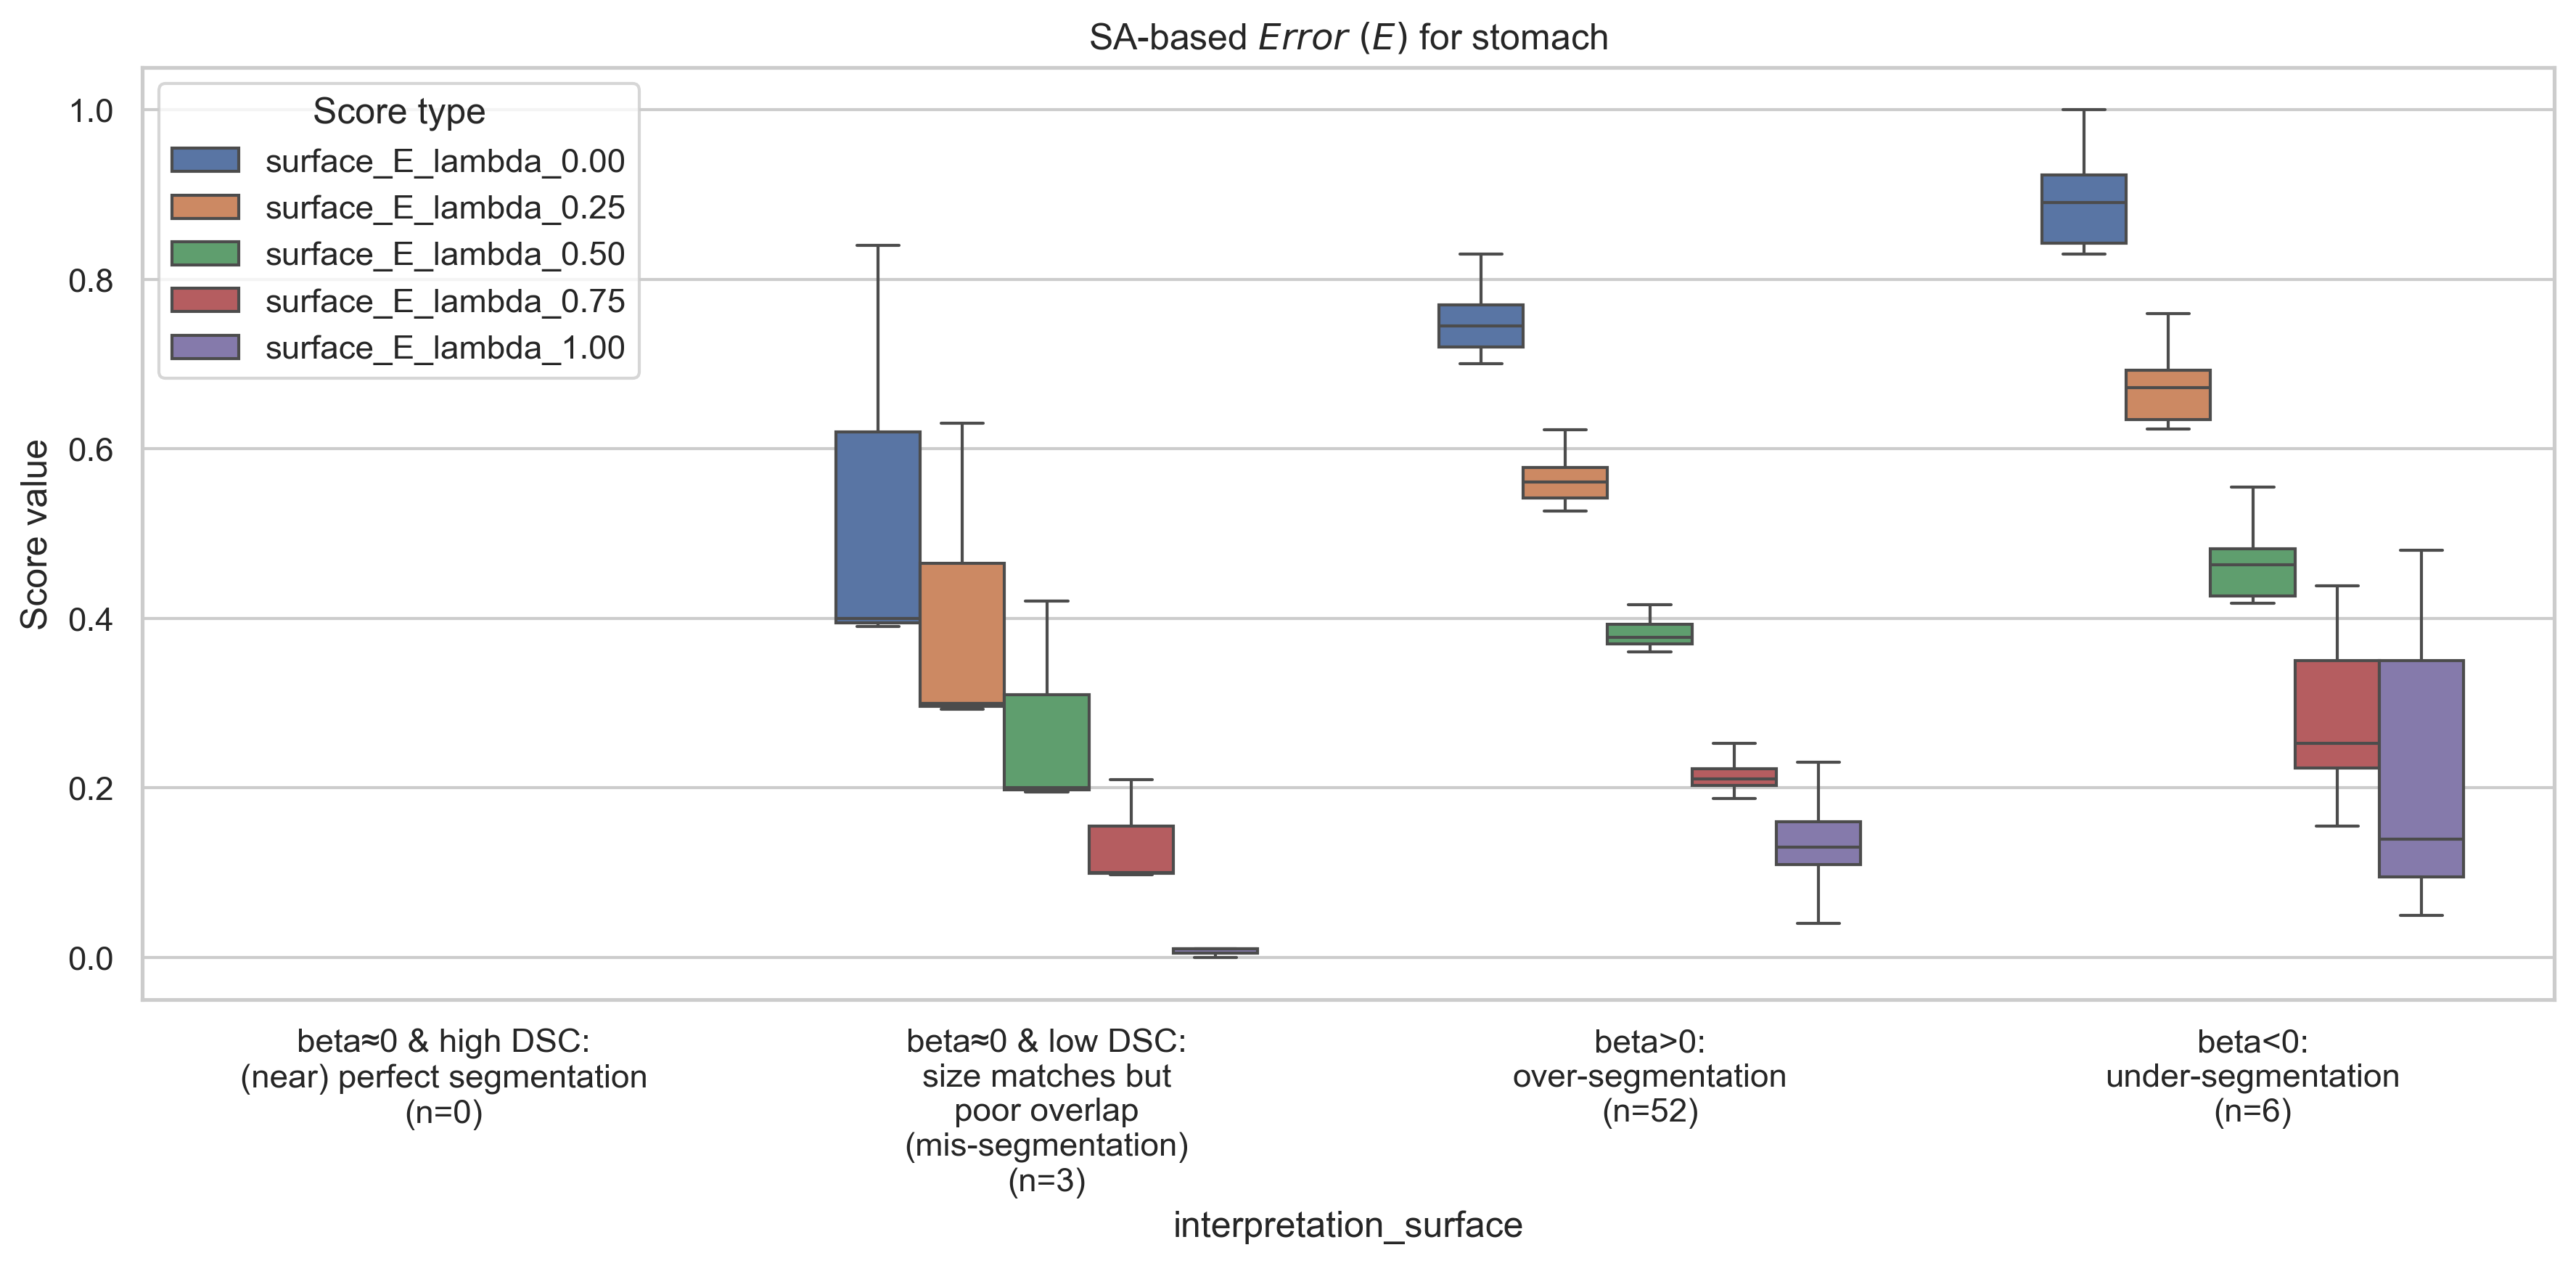 SA-based Error (E) for stomach
Score type
surface_E_lambda_0.00
surface_E_lambda_0.25
surface_E_lambda_0.50
surface_E_lambda_0.75
surface_E_lambda_1.00
Score value
1.0
0.8
0.6
0.4
0.2
0.0
beta≈0 & high DSC:
(near) perfect segmentation
(n=0)
beta≈0 & low DSC:
size matches but
poor overlap
(mis-segmentation)
(n=3)
beta>0:
over-segmentation
(n=52)
beta<0:
under-segmentation
(n=6)
interpretation_surface